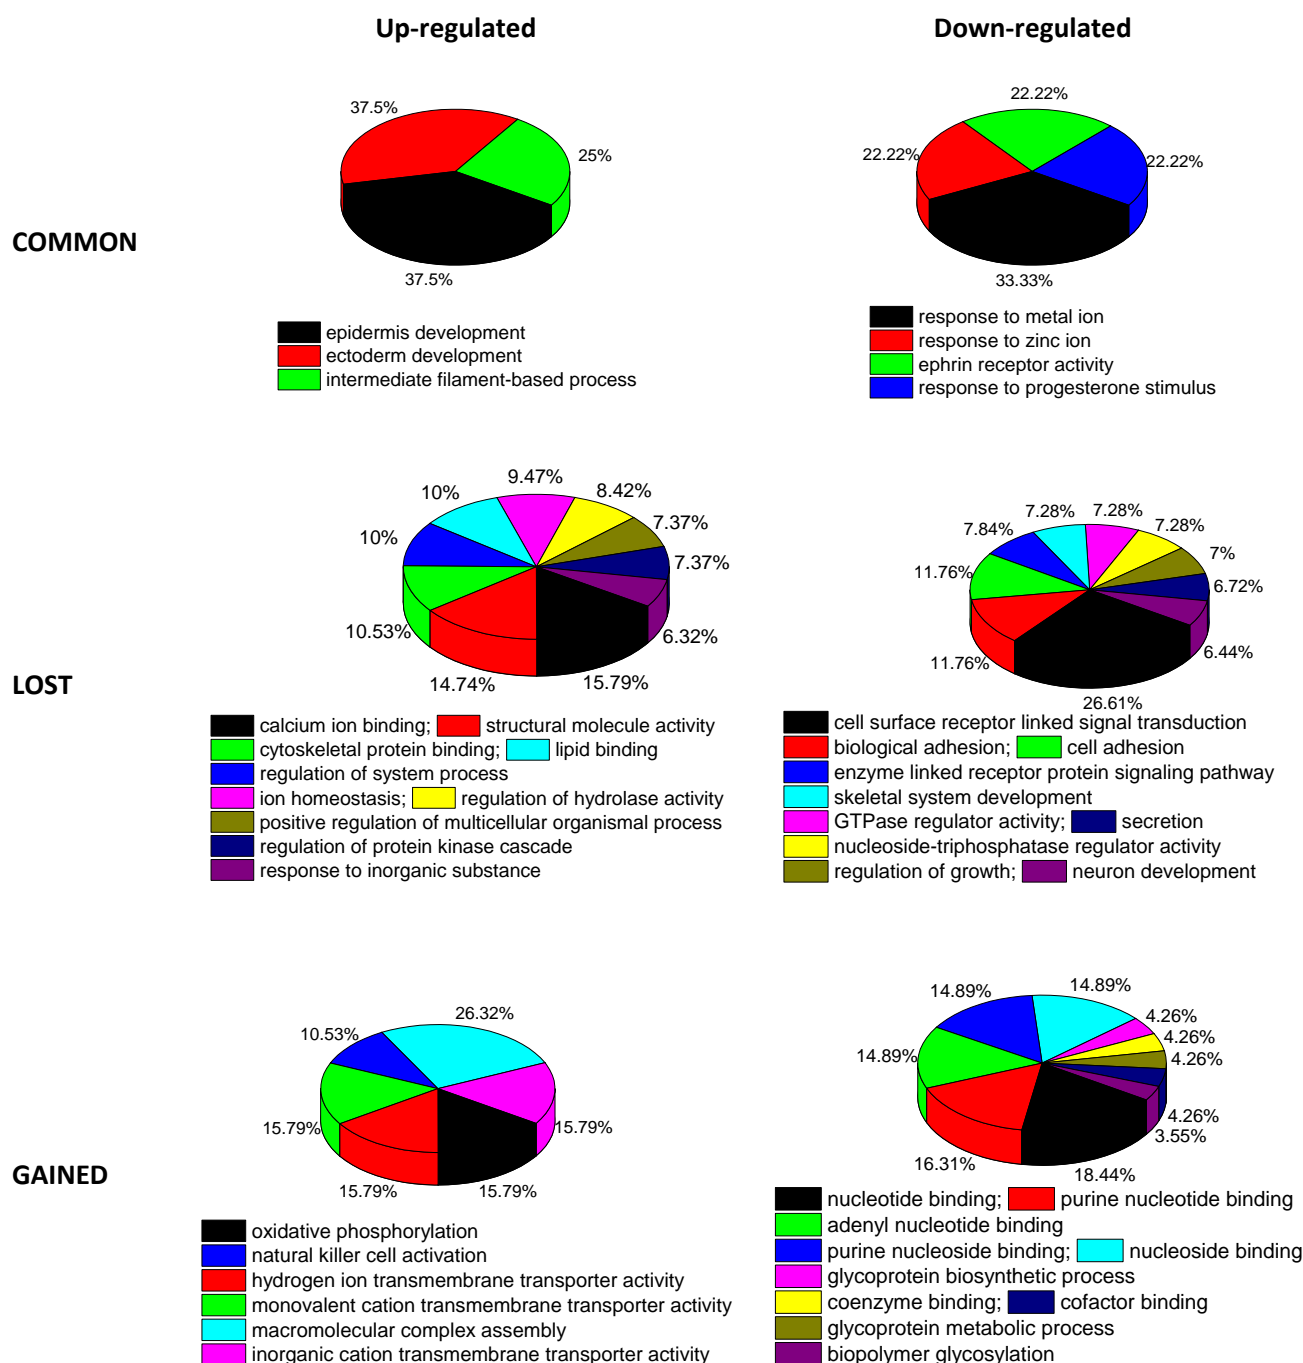 Up-regulated
Down-regulated
COMMON
37.5%
25%
37.5%
epidermis development
ectoderm development
intermediate filament-based process
22.22%
22.22%
22.22%
33.33%
response to metal ion
response to zinc ion
ephrin receptor activity
response to progesterone stimulus
LOST
9.47%
10%
8.42%
7.37%
10%
7.37%
10.53%
6.32%
14.74%
15.79%
calcium ion binding; structural molecule activity
cytoskeletal protein binding; lipid binding
regulation of system process
ion homeostasis; regulation of hydrolase activity
positive regulation of multicellular organismal process
regulation of protein kinase cascade
response to inorganic substance
7.28%
7.28%
7.84%
7.28%
7%
11.76%
6.72%
6.44%
11.76%
26.61%
cell surface receptor linked signal transduction
biological adhesion; cell adhesion
enzyme linked receptor protein signaling pathway
skeletal system development
GTPase regulator activity; secretion
nucleoside-triphosphatase regulator activity
regulation of growth; neuron development
GAINED
26.32%
10.53%
15.79%
15.79%
15.79%
15.79%
oxidative phosphorylation
natural killer cell activation
hydrogen ion transmembrane transporter activity
monovalent cation transmembrane transporter activity
macromolecular complex assembly
inorganic cation transmembrane transporter activity
14.89%
14.89%
4.26%
4.26%
14.89%
4.26%
4.26%
3.55%
16.31%
18.44%
nucleotide binding; purine nucleotide binding
adenyl nucleotide binding
purine nucleoside binding; nucleoside binding
glycoprotein biosynthetic process
coenzyme binding; cofactor binding
glycoprotein metabolic process
biopolymer glycosylation